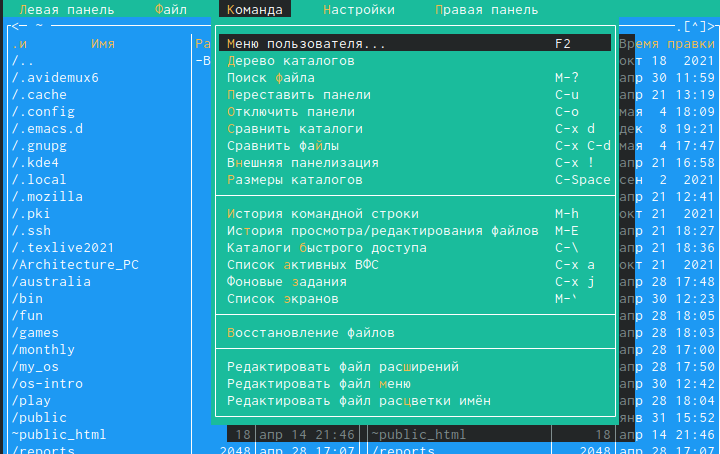 Левая панель Файл Команда Настройки Правая панель
<— ~ .[^]>
.и Имя Ра Время правки
/.. -В Меню пользователя... F2 окт 18 2021
/.avidemux6 Дерево каталогов апр 30 11:59
/.cache Поиск файла M-? апр 21 13:19
/.config Переставить панели C-u мая 4 18:09
/.emacs.d Отключить панели C-o дек 8 19:21
/.gnupg Сравнить каталоги C-x d мая 4 17:47
/.kde4 Сравнить файлы C-x C-d апр 21 16:58
/.local Внешняя панелизация C-x ! сен 2 2021
/.mozilla Размеры каталогов C-Space апр 21 12:41
/.pki История командной строки M-h окт 21 2021
/.ssh История просмотра/редактирования файлов M-E апр 21 18:27
/.texlive2021 Каталоги быстрого доступа C-\ апр 21 18:36
/Architecture_PC Список активных ВФС C-x a окт 21 2021
/australia Фоновые задания C-x j апр 28 17:48
/bin Список экранов M-` апр 30 12:23
/fun апр 28 18:05
/games Восстановление файлов апр 28 18:03
/monthly апр 28 17:00
/my_os Редактировать файл расширений апр 28 17:50
/os-intro Редактировать файл меню апр 30 12:42
/play Редактировать файл расцветки имён апр 28 18:04
/public янв 31 15:52
~public_html 18 апр 14 21:46 ~public_html 18 апр 14 21:46
/reports 2048 апр 28 17:07 /reports 2048 апр 28 17:07